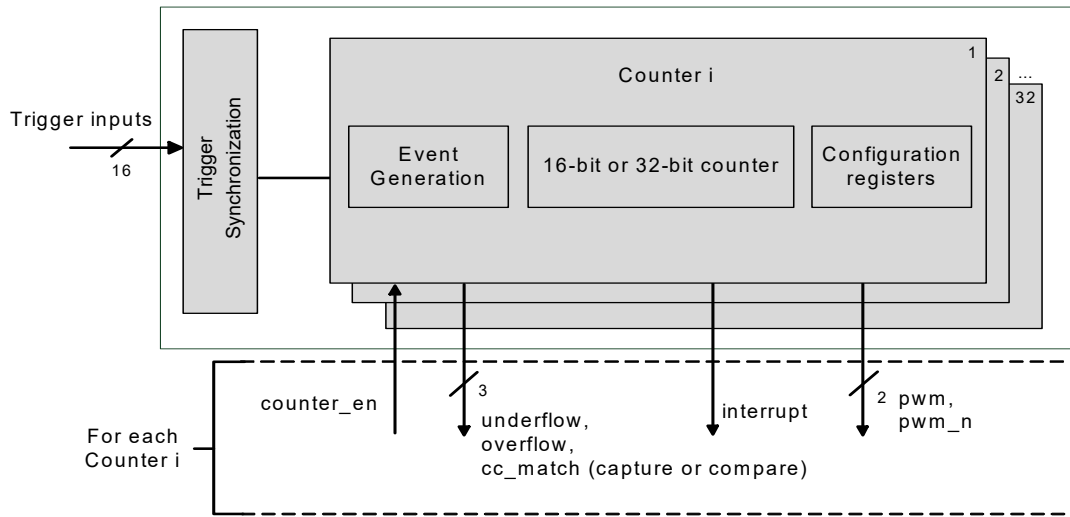 1
Counter i
2
...
32
Trigger inputs
16
Trigger
Synchronization
Event
Generation
16-bit or 32-bit counter
Configuration
registers
3
2
counter_en
underflow,
overflow,
cc_match (capture or compare)
interrupt
pwm,
pwm_n
For each
Counter i